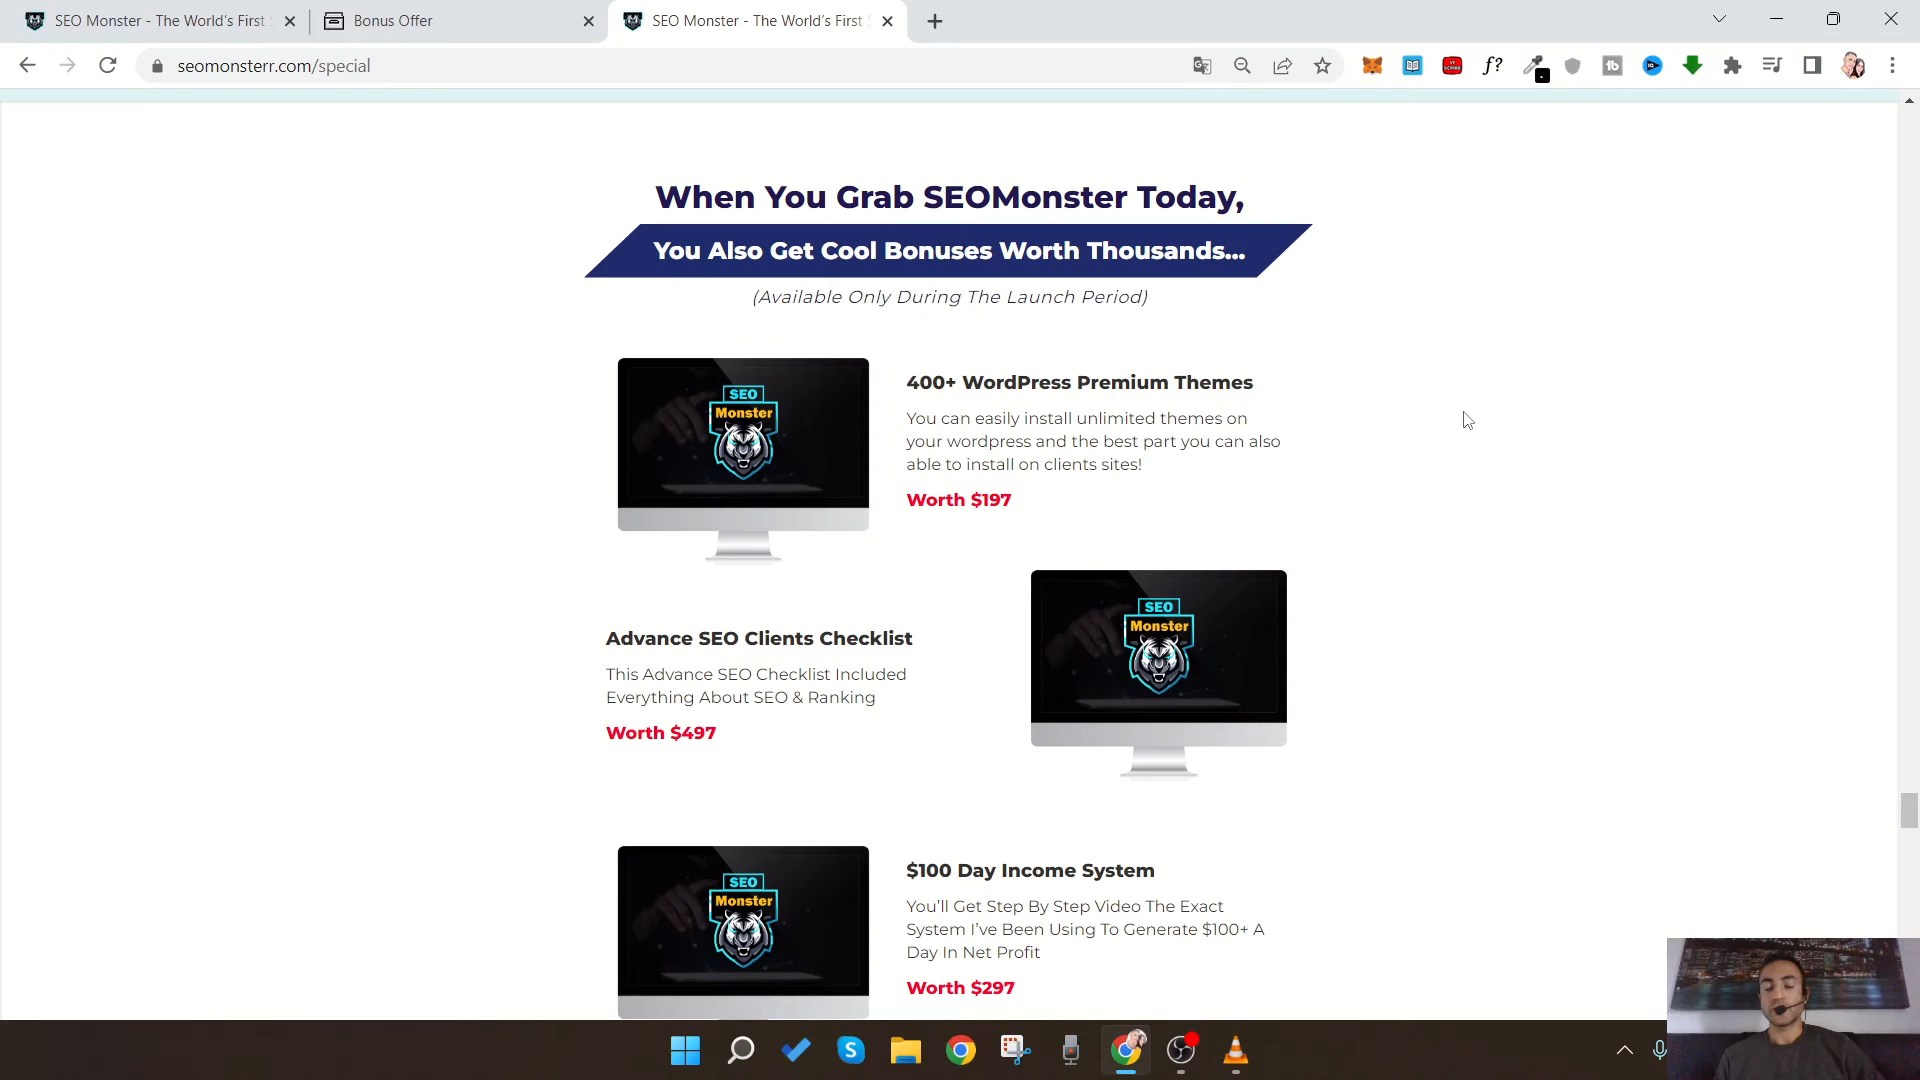 SEO Monster - The World's First
Bonus Offer
SEO Monster - The World's First
seomonsterr.com/special
When You Grab SEOMonster Today,
You Also Get Cool Bonuses Worth Thousands...
(Available Only During The Launch Period)
SEO
Monster
400+ WordPress Premium Themes
You can easily install unlimited themes on
your wordpress and the best part you can also
able to install on clients sites!
Worth $197
Advance SEO Clients Checklist
This Advance SEO Checklist Included
Everything About SEO & Ranking
Worth $497
SEO
Monster
SEO
Monster
$100 Day Income System
You'll Get Step By Step Video The Exact
System I've Been Using To Generate $100+ A
Day In Net Profit
Worth $297